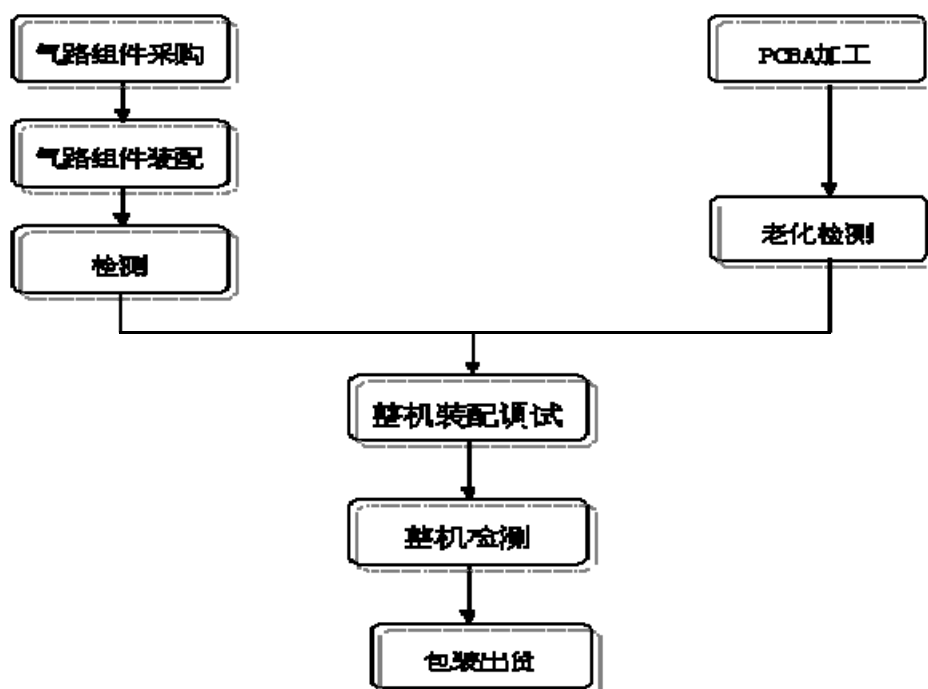 气路组件采购
PCBA加工
气路组件装配
老化检测
检测
整机装配调试
整机检测
包装出货